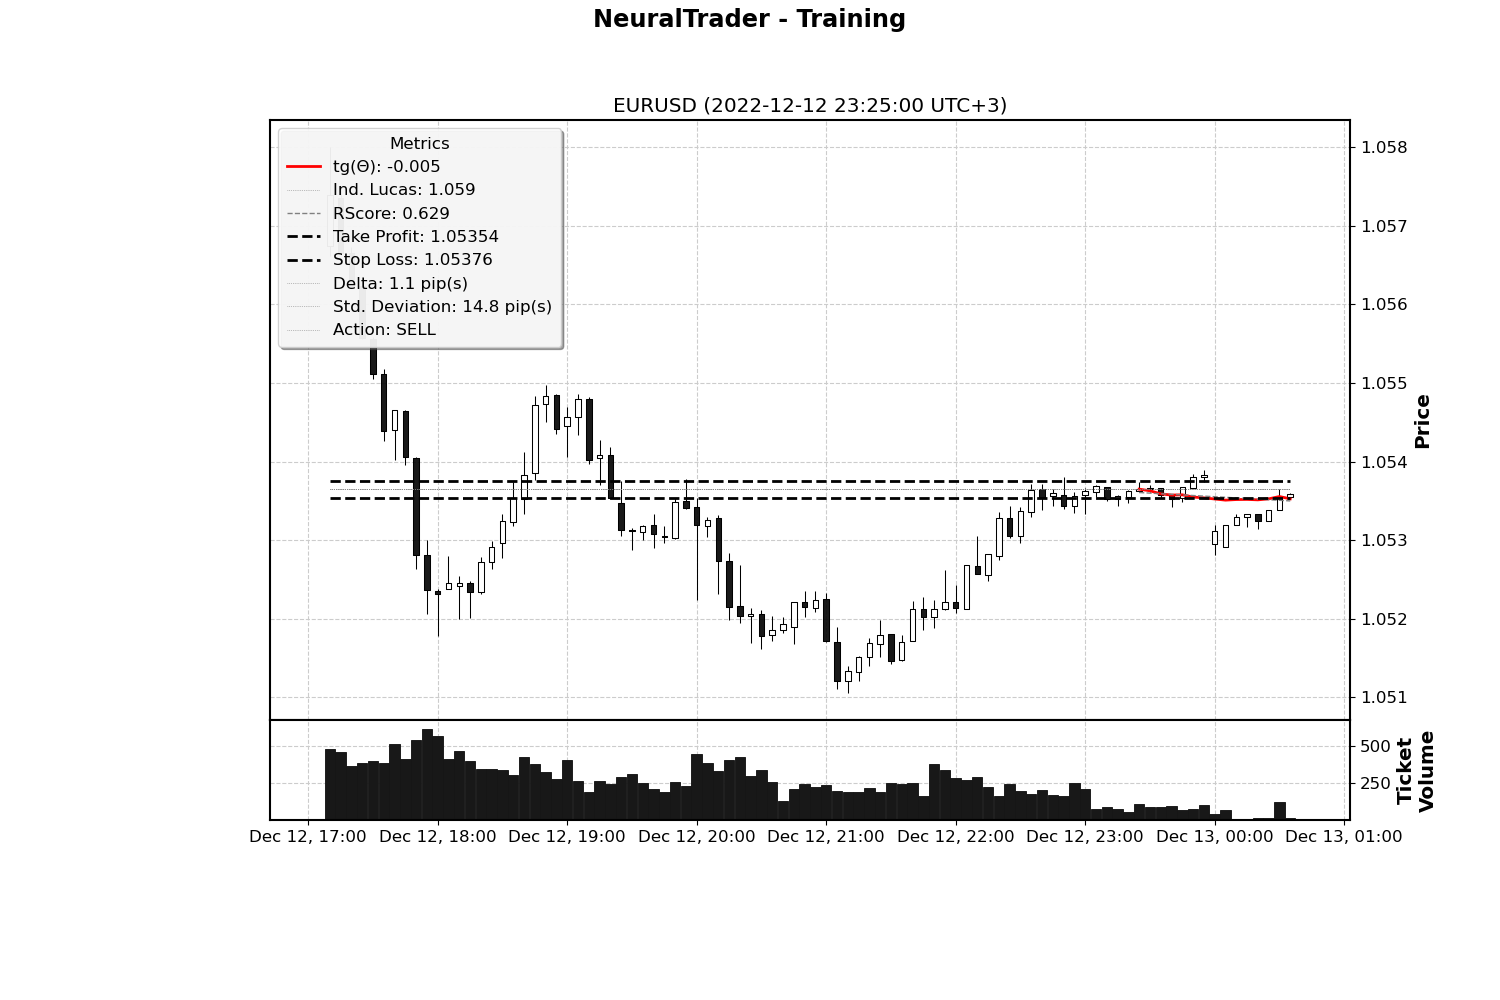 NeuralTrader - Training
EURUSD (2022-12-12 23:25:00 UTC+3)
Metrics
tg(Θ): -0.005
Ind. Lucas: 1.059
RScore: 0.629
Take Profit: 1.05354
Stop Loss: 1.05376
Delta: 1.1 pip(s)
Std. Deviation: 14.8 pip(s)
Action: SELL
1.058
1.057
1.056
1.055
1.054
1.053
1.052
1.051
Price
500
250
Ticket
Volume
Dec 12, 17:00
Dec 12, 18:00
Dec 12, 19:00
Dec 12, 20:00
Dec 12, 21:00
Dec 12, 22:00
Dec 12, 23:00
Dec 13, 00:00
Dec 13, 01:00